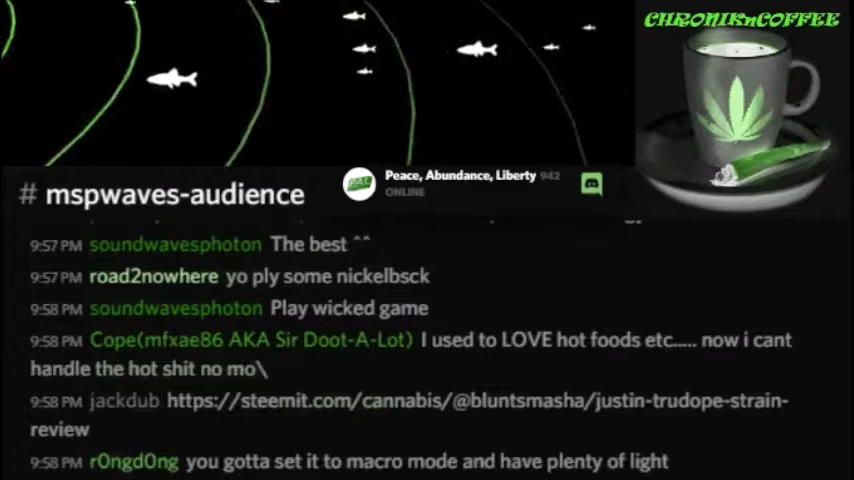 CHRONIKnCOFFEE
# mspwaves-audience
PAL
Peace, Abundance, Liberty 942
ONLINE
9:57 PM soundwavesphoton The best ^^
9:57 PM road2nowhere yo ply some nickelbsck
9:58 PM soundwavesphoton Play wicked game
9:58 PM Cope(mfxae86 AKA Sir Doot-A-Lot) I used to LOVE hot foods etc..... now i cant
handle the hot shit no mo\
9:58 PM jackdub https://steemit.com/cannabis/@bluntsmasha/justin-trudope-strain-
review
9:58 PM r0ngd0ng you gotta set it to macro mode and have plenty of light